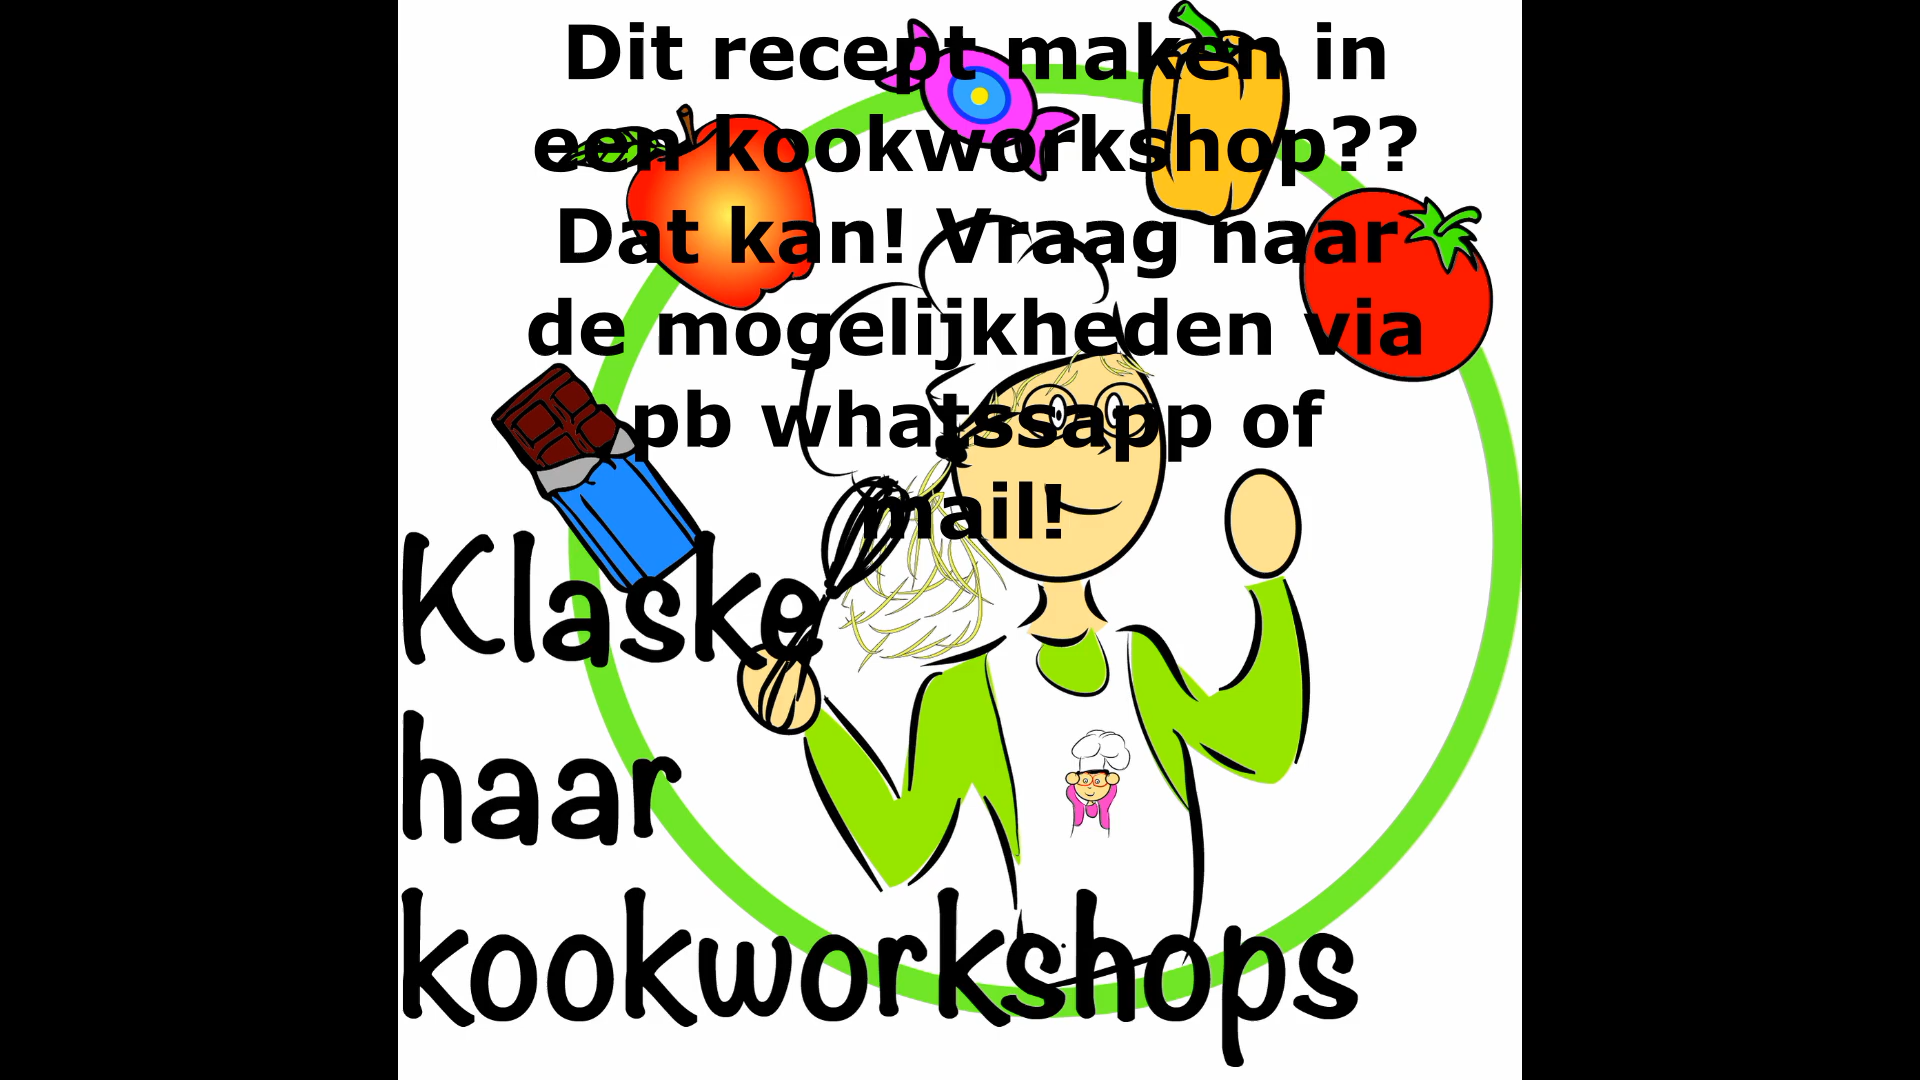 Dit recept maken in
een kookworkshop??
Dat kan! Vraag naar
de mogelijkheden via
pb whatssapp of
mail!
Klaske
haar
kookworkshops